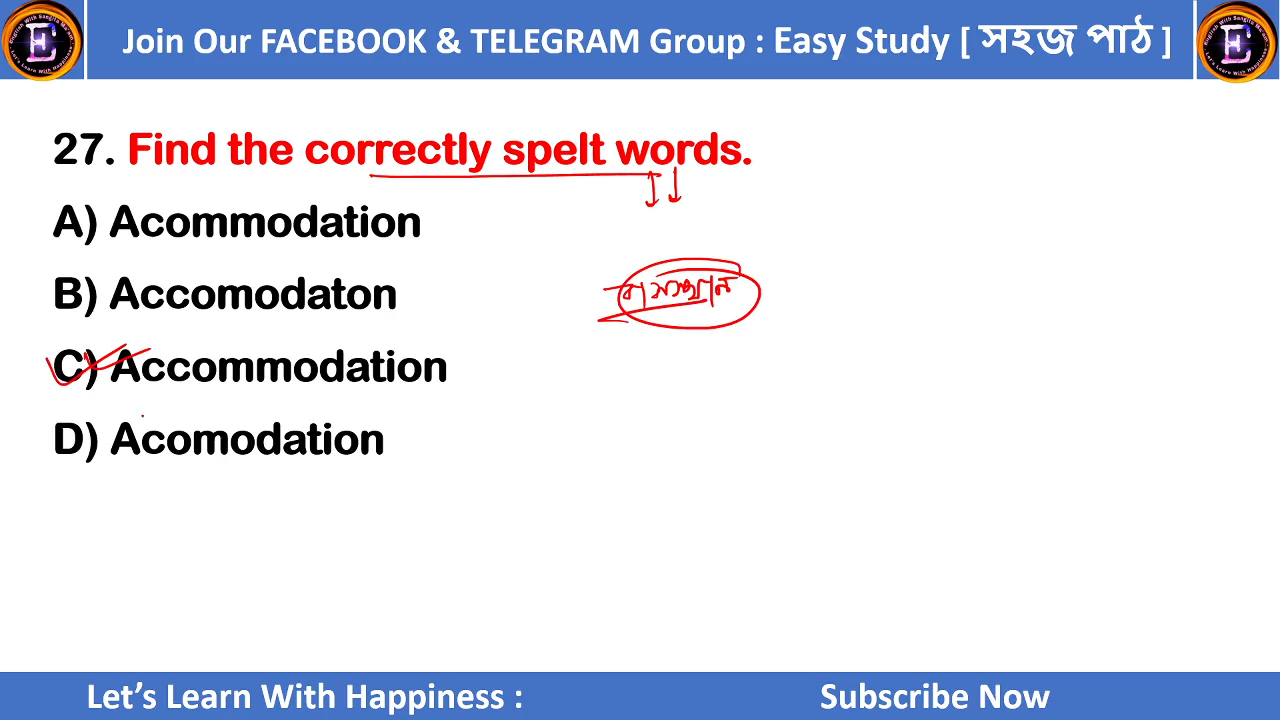 Join Our FACEBOOK & TELEGRAM Group : Easy Study [ সহজ পাঠ ]
27. Find the correctly spelt words.
A) Acommodation
B) Accomodaton
বাসস্থান
C) Accommodation
D) Acomodation
Let's Learn With Happiness :
Subscribe Now